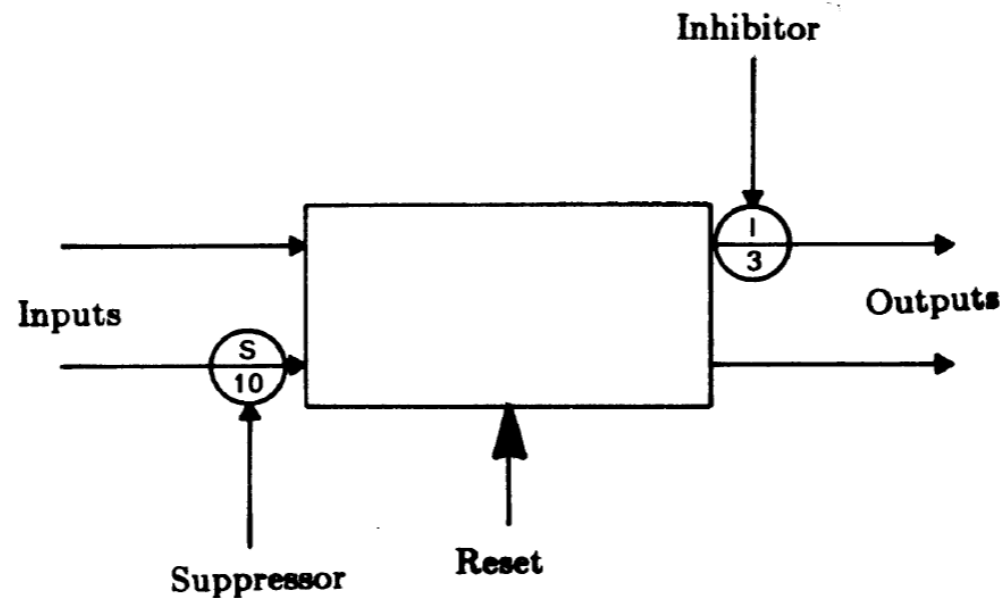 Inhibitor
I
3
Inputs
Outputs
S
10
Reset
Suppressor